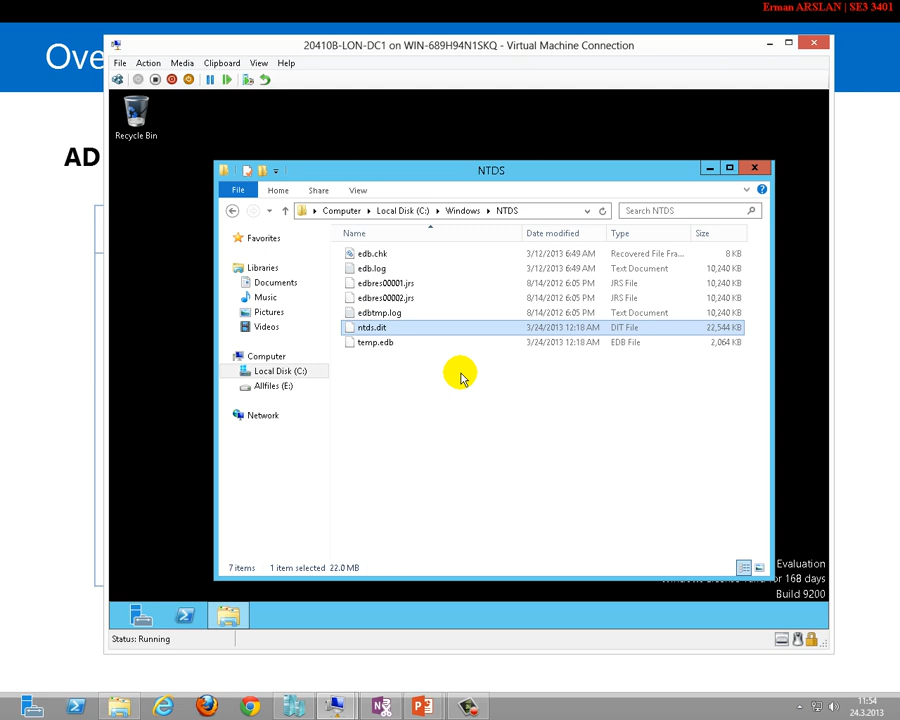 Erman ARSLAN | SE3 3401
Ove
20410B-LON-DC1 on WIN-689H94N1SKQ - Virtual Machine Connection
File Action Media Clipboard View Help
Recycle Bin
AD
NTDS
File Home Share View
Computer Local Disk (C:) Windows NTDS Search NTDS
Name Date modified Type Size
Favorites
Libraries
Documents
Music
Pictures
Videos
Computer
Local Disk (C:)
Allfiles (E:)
Network
edb.chk 3/12/2013 6:49 AM Recovered File Fra... 8 KB
edb.log 3/12/2013 6:49 AM Text Document 10,240 KB
edbres00001.jrs 8/14/2012 6:05 PM JRS File 10,240 KB
edbres00002.jrs 8/14/2012 6:05 PM JRS File 10,240 KB
edbtmp.log 8/14/2012 6:05 PM Text Document 10,240 KB
ntds.dit 3/24/2013 12:18 AM DIT File 22,544 KB
temp.edb 3/24/2013 12:18 AM EDB File 2,064 KB
7 items 1 item selected 22.0 MB
Evaluation
for 168 days
Build 9200
Status: Running
11:54
24.3.2013